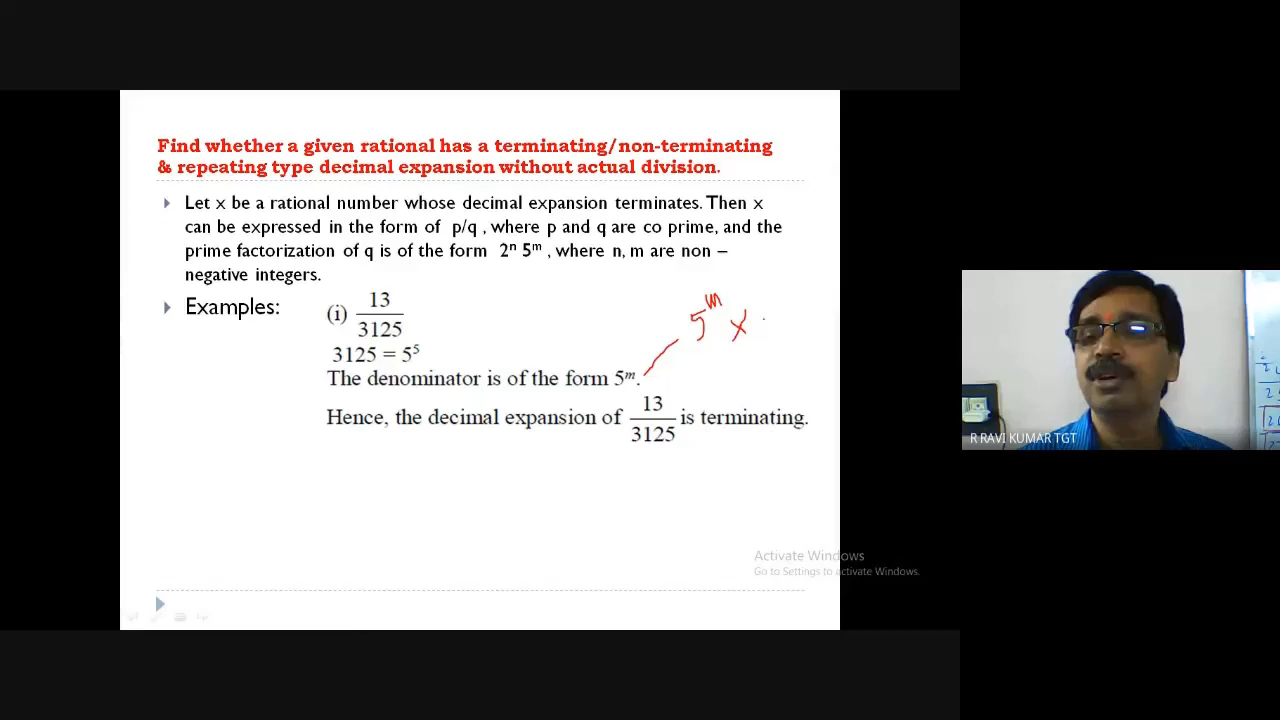 Find whether a given rational has a terminating/non-terminating
& repeating type decimal expansion without actual division.
Let x be a rational number whose decimal expansion terminates. Then x
can be expressed in the form of p/q , where p and q are co prime, and the
prime factorization of q is of the form 2ⁿ 5ᵐ , where n, m are non –
negative integers.
Examples:
(i) 13/3125
3125 = 5⁵
5ᵐ x
The denominator is of the form 5ᵐ.
Hence, the decimal expansion of 13/3125 is terminating.
R RAVI KUMAR TGT
Activate Windows
Go to Settings to activate Windows.